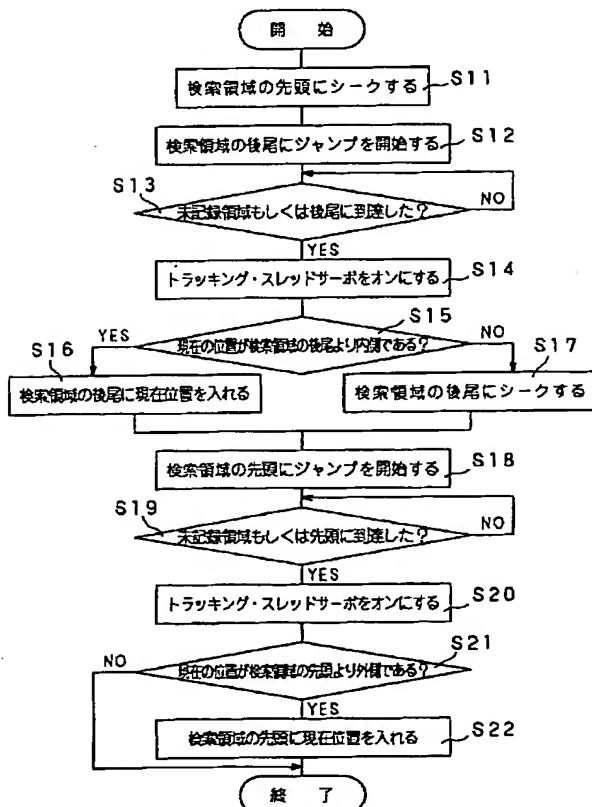 開 始
検索領域の先頭にシークする
S11
検索領域の後尾にジャンプを開始する
S12
S13
未記録領域もしくは後尾に到達した?
NO
YES
トラッキング・スレッドサーボをオンにする
S14
S15
YES
現在の位置が検索領域の後尾より内側である?
NO
S16
S17
検索領域の後尾に現在位置を入れる
検索領域の後尾にシークする
検索領域の先頭にジャンプを開始する
S18
S19
未記録領域もしくは先頭に到達した?
NO
YES
トラッキング・スレッドサーボをオンにする
S20
S21
NO
現在の位置が検索領域の先頭より外側である?
YES
検索領域の先頭に現在位置を入れる
S22
終 了